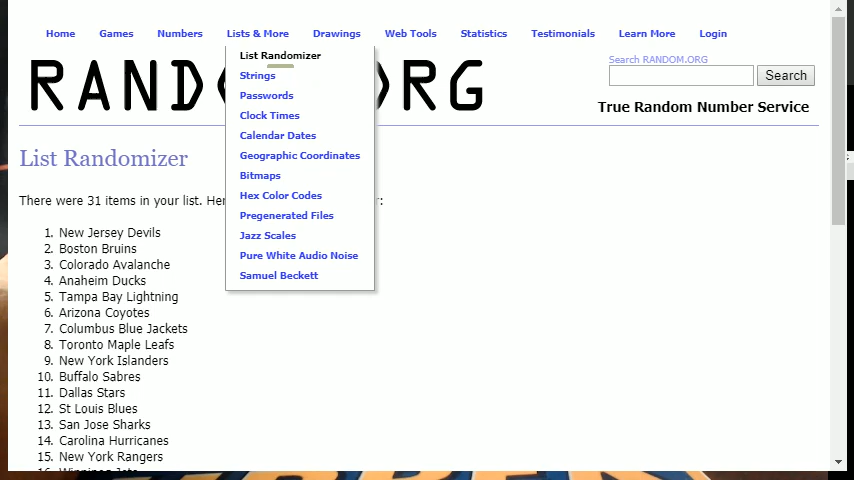 Home Games Numbers Lists & More Drawings Web Tools Statistics Testimonials Learn More Login
List Randomizer
Strings
Passwords
Clock Times
Calendar Dates
Geographic Coordinates
Bitmaps
Hex Color Codes
Pregenerated Files
Jazz Scales
Pure White Audio Noise
Samuel Beckett
Search RANDOM.ORG
Search
True Random Number Service
List Randomizer
There were 31 items in your list.
1. New Jersey Devils
2. Boston Bruins
3. Colorado Avalanche
4. Anaheim Ducks
5. Tampa Bay Lightning
6. Arizona Coyotes
7. Columbus Blue Jackets
8. Toronto Maple Leafs
9. New York Islanders
10. Buffalo Sabres
11. Dallas Stars
12. St Louis Blues
13. San Jose Sharks
14. Carolina Hurricanes
15. New York Rangers
16. Winnipeg Jets